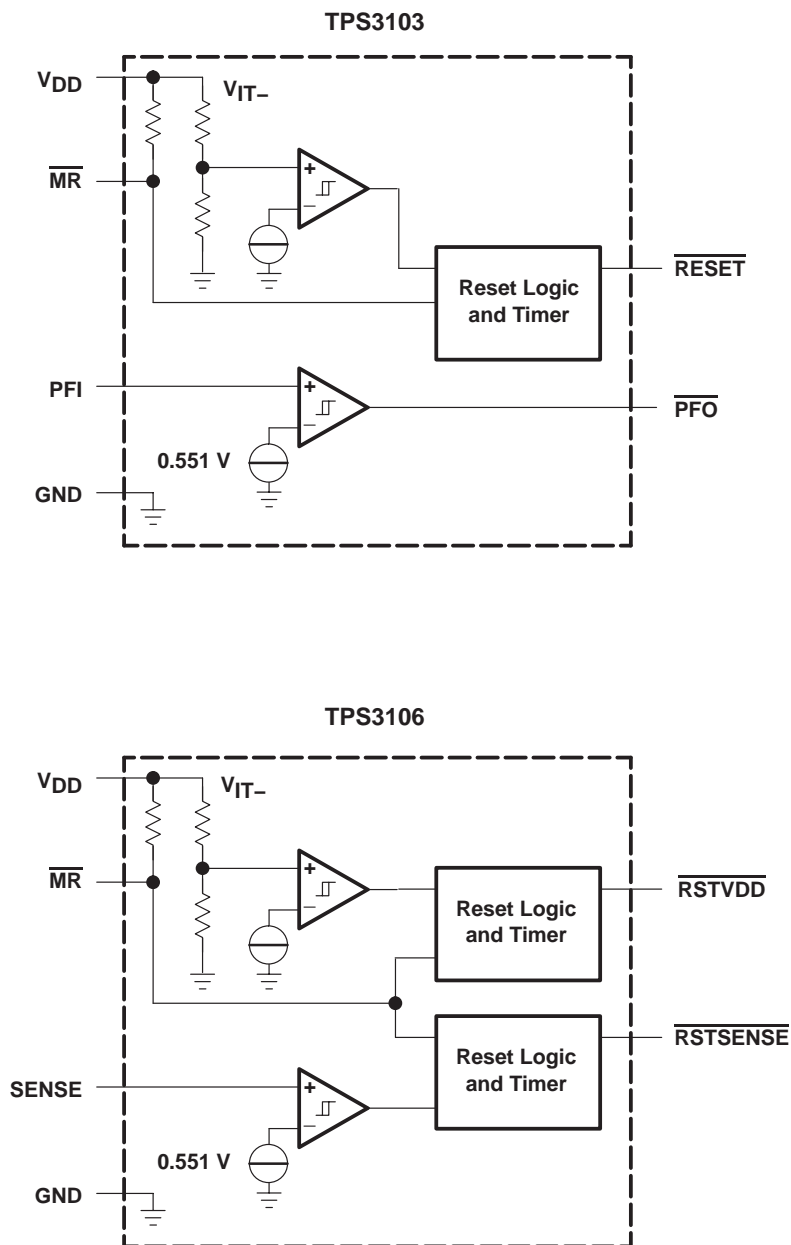 TPS3103
VDD
VIT–
MR
+
–
Reset Logic
and Timer
RESET
PFI
+
–
PFO
0.551 V
GND
TPS3106
VDD
VIT–
MR
+
–
Reset Logic
and Timer
RSTVDD
Reset Logic
and Timer
RSTSENSE
SENSE
+
–
0.551 V
GND